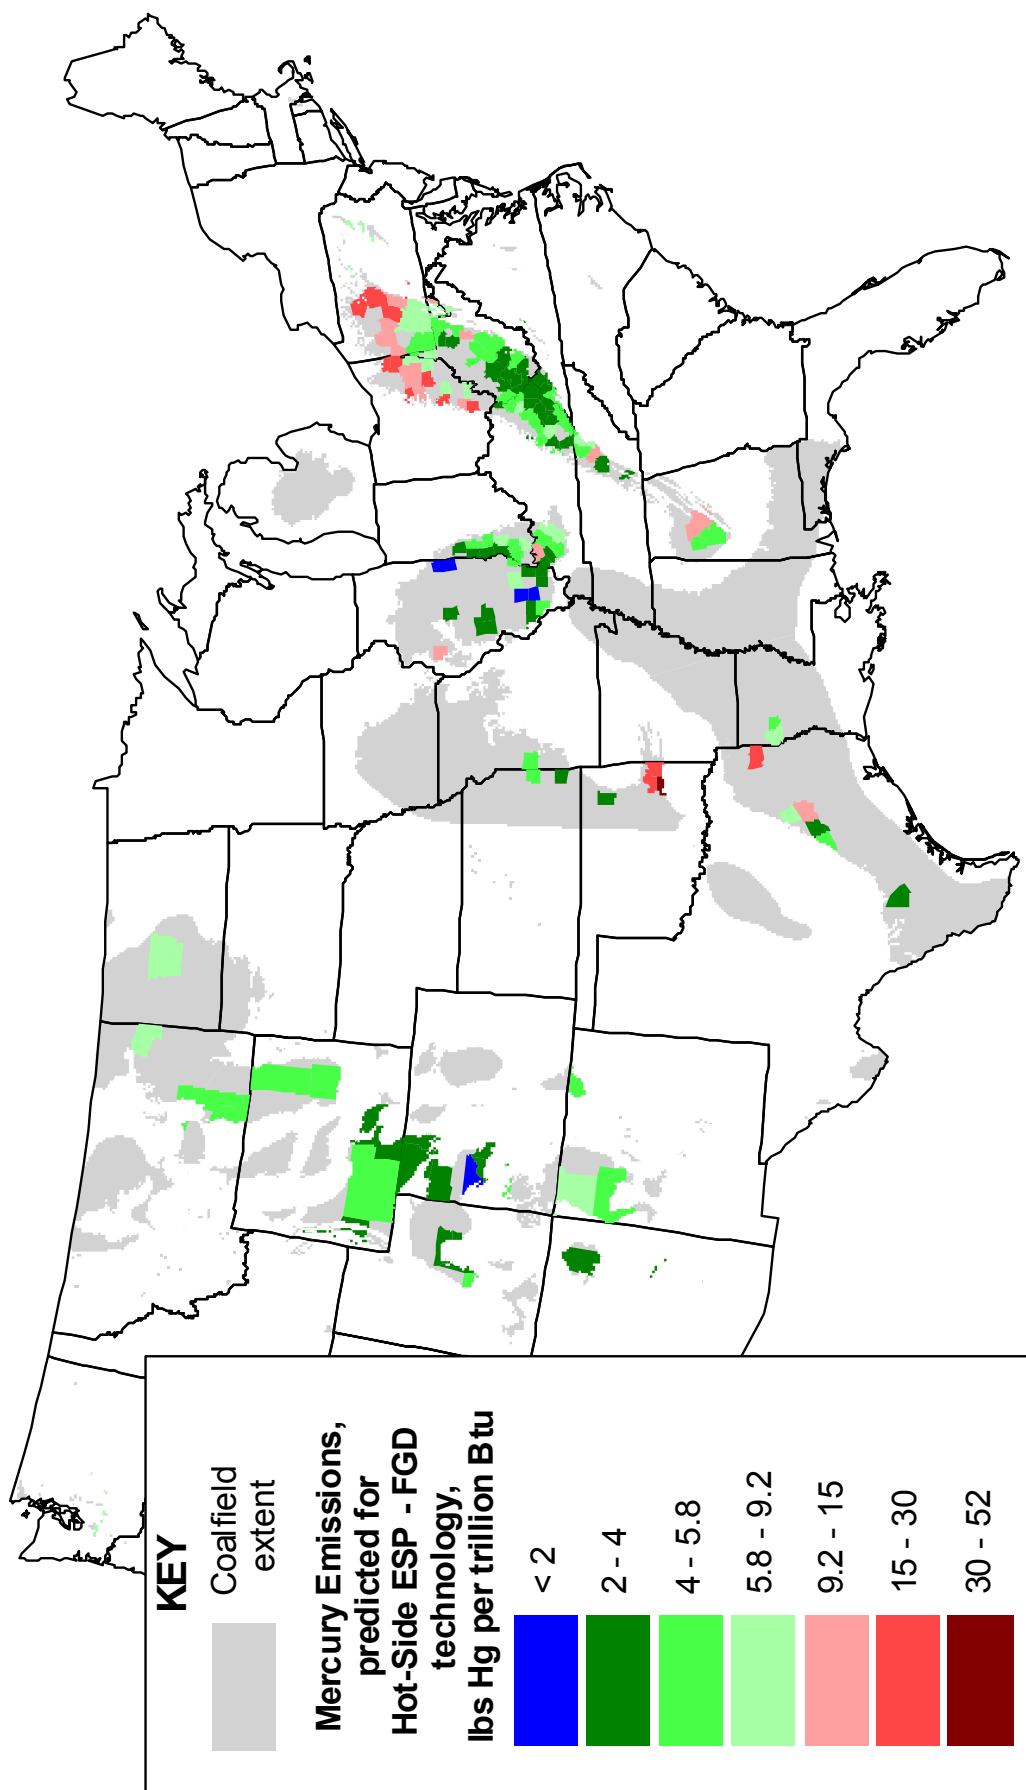 KEY
Coalfield
extent
Mercury Emissions,
predicted for
Hot-Side ESP - FGD
technology,
lbs Hg per trillion Btu
< 2
2 - 4
4 - 5.8
5.8 - 9.2
9.2 - 15
15 - 30
30 - 52